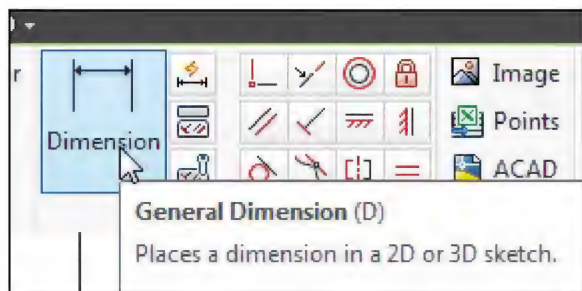 r
Dimension
Image
Points
ACAD
General Dimension (D)
Places a dimension in a 2D or 3D sketch.